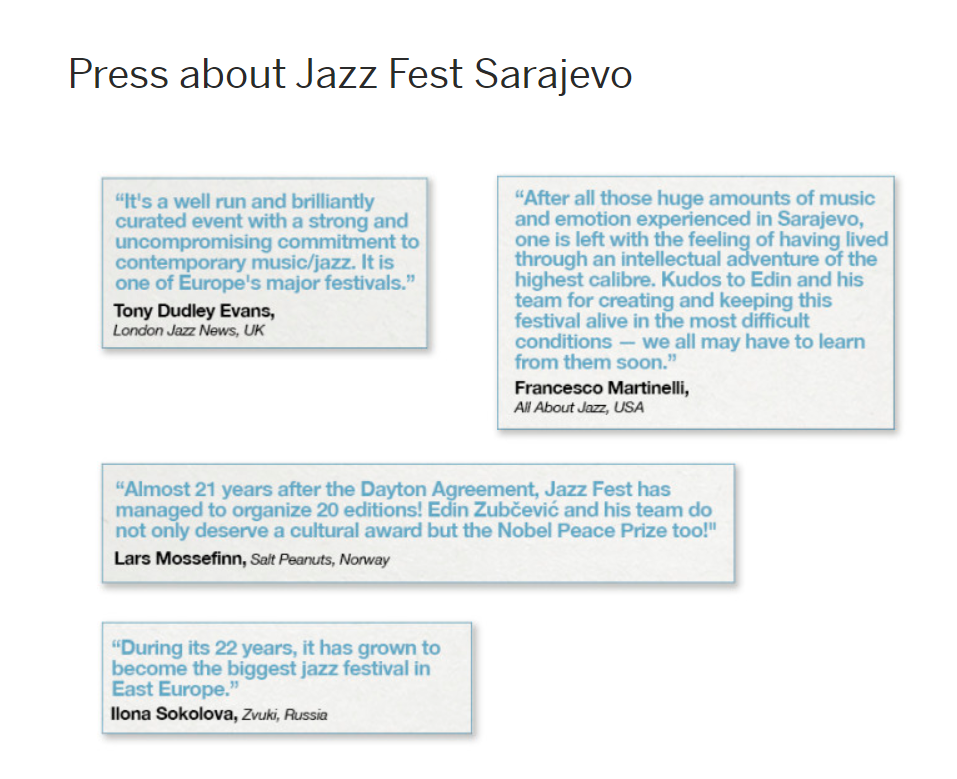 Press about Jazz Fest Sarajevo
“It's a well run and brilliantly
curated event with a strong and
uncompromising commitment to
contemporary music/jazz. It is
one of Europe's major festivals.”
Tony Dudley Evans,
London Jazz News, UK
“After all those huge amounts of music
and emotion experienced in Sarajevo,
one is left with the feeling of having lived
through an intellectual adventure of the
highest calibre. Kudos to Edin and his
team for creating and keeping this
festival alive in the most difficult
conditions — we all may have to learn
from them soon.”
Francesco Martinelli,
All About Jazz, USA
“Almost 21 years after the Dayton Agreement, Jazz Fest has
managed to organize 20 editions! Edin Zubčević and his team do
not only deserve a cultural award but the Nobel Peace Prize too!"
Lars Mossefinn, Salt Peanuts, Norway
“During its 22 years, it has grown to
become the biggest jazz festival in
East Europe.”
Ilona Sokolova, Zvuki, Russia